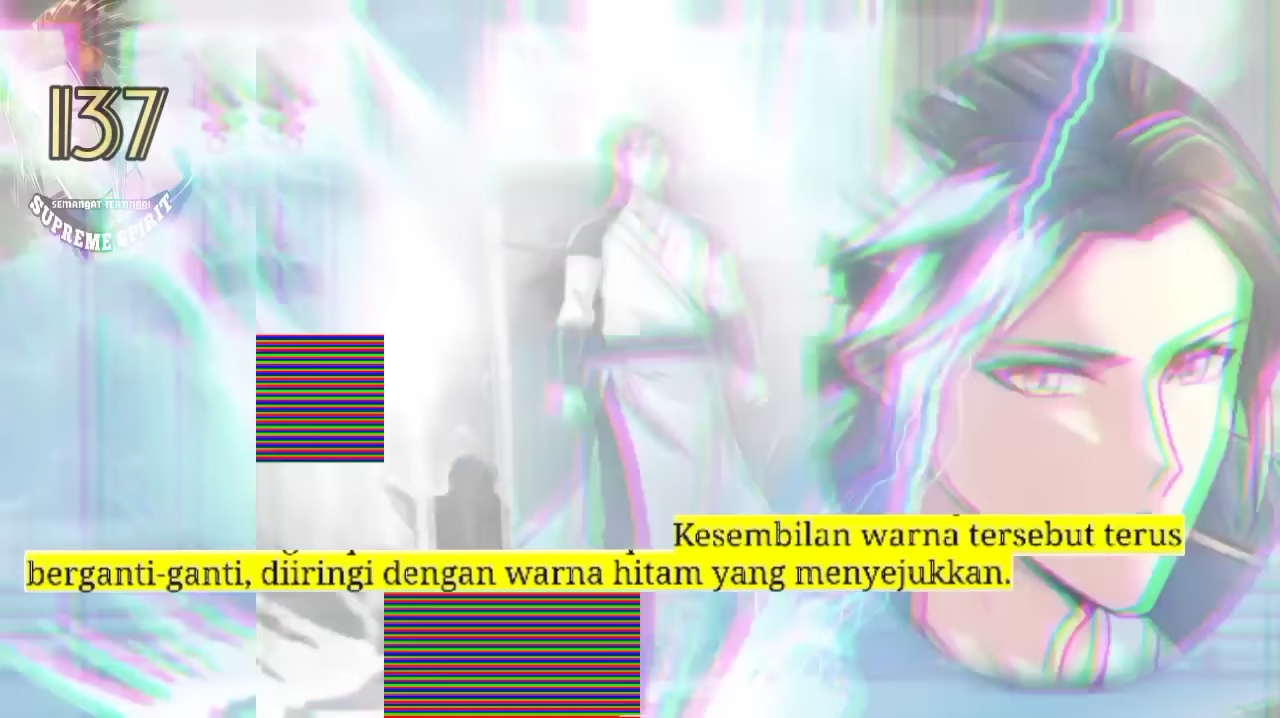 137
SEMANGAT TERTINGGI
SUPREME SPIRIT
Kesembilan warna tersebut terus
berganti-ganti, diiringi dengan warna hitam yang menyejukkan.